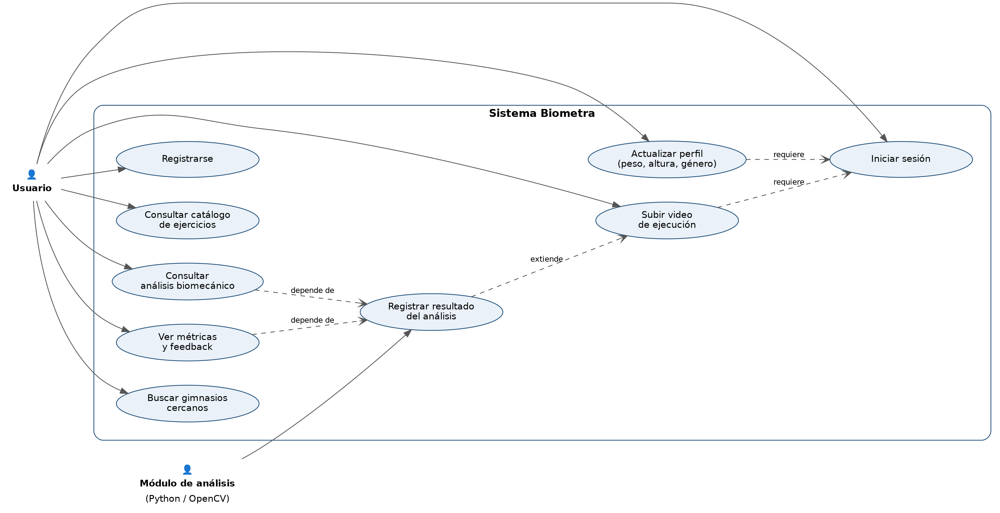 Sistema Biometra
Registrarse
Actualizar perfil
(peso, altura, género)
requiere
Iniciar sesión
Usuario
requiere
Consultar catálogo
de ejercicios
Subir video
de ejecución
extiende
Consultar
análisis biomecánico
depende de
Registrar resultado
del análisis
depende de
Ver métricas
y feedback
Buscar gimnasios
cercanos
Módulo de análisis
(Python / OpenCV)